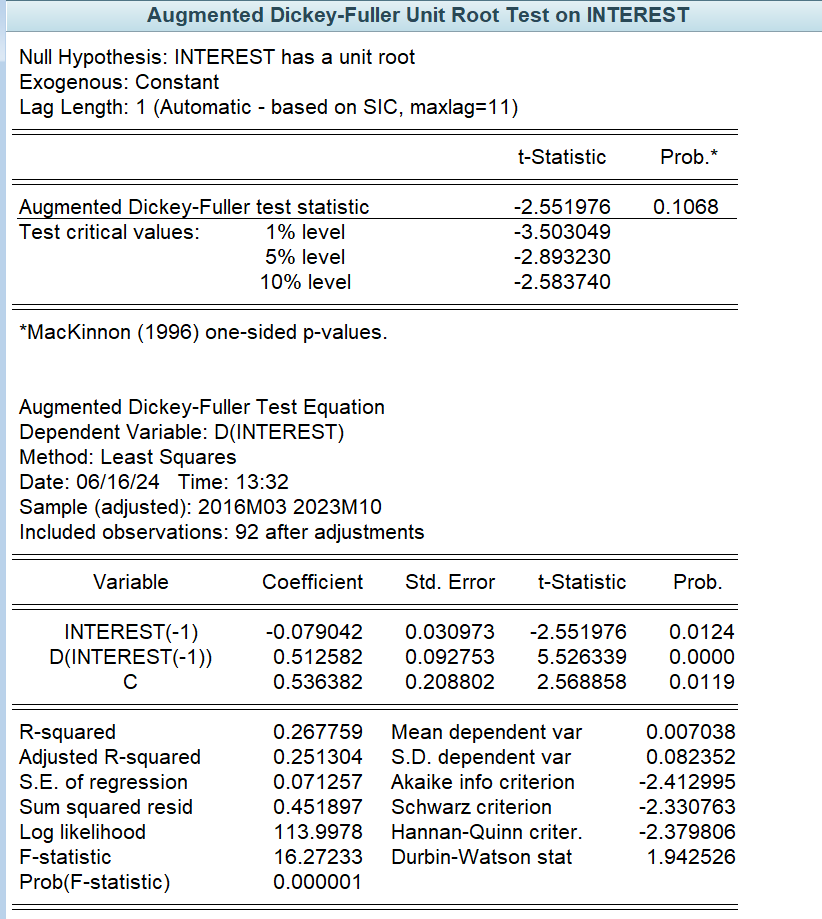 Augmented Dickey-Fuller Unit Root Test on INTEREST
Null Hypothesis: INTEREST has a unit root
Exogenous: Constant
Lag Length: 1 (Automatic - based on SIC, maxlag=11)
t-Statistic Prob.*
Augmented Dickey-Fuller test statistic -2.551976 0.1068
Test critical values: 1% level -3.503049
5% level -2.893230
10% level -2.583740
*MacKinnon (1996) one-sided p-values.
Augmented Dickey-Fuller Test Equation
Dependent Variable: D(INTEREST)
Method: Least Squares
Date: 06/16/24 Time: 13:32
Sample (adjusted): 2016M03 2023M10
Included observations: 92 after adjustments
Variable Coefficient Std. Error t-Statistic Prob.
INTEREST(-1) -0.079042 0.030973 -2.551976 0.0124
D(INTEREST(-1)) 0.512582 0.092753 5.526339 0.0000
C 0.536382 0.208802 2.568858 0.0119
R-squared 0.267759 Mean dependent var 0.007038
Adjusted R-squared 0.251304 S.D. dependent var 0.082352
S.E. of regression 0.071257 Akaike info criterion -2.412995
Sum squared resid 0.451897 Schwarz criterion -2.330763
Log likelihood 113.9978 Hannan-Quinn criter. -2.379806
F-statistic 16.27233 Durbin-Watson stat 1.942526
Prob(F-statistic) 0.000001